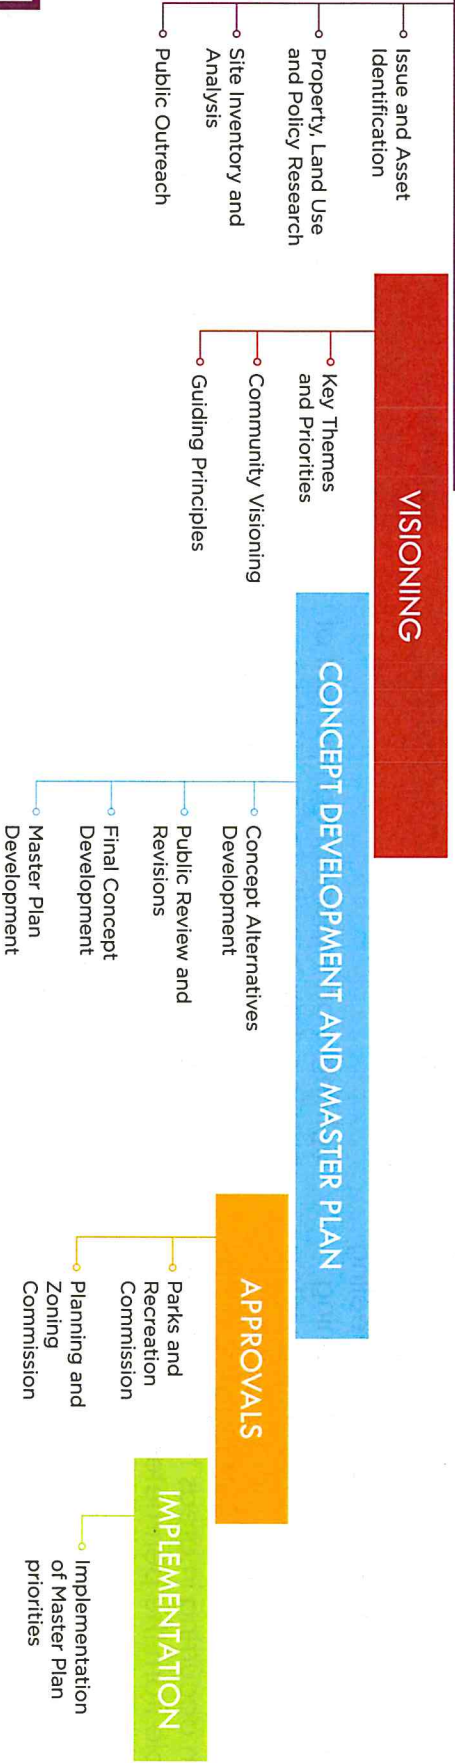 Issue and Asset
Identification
Property, Land Use
and Policy Research
Site Inventory and
Analysis
Public Outreach
VISIONING
Key Themes
and Priorities
Community Visioning
Guiding Principles
CONCEPT DEVELOPMENT AND MASTER PLAN
Concept Alternatives
Development
Public Review and
Revisions
Final Concept
Development
Master Plan
Development
APPROVALS
Parks and
Recreation
Commission
Planning and
Zoning
Commission
IMPLEMENTATION
Implementation
of Master Plan
priorities